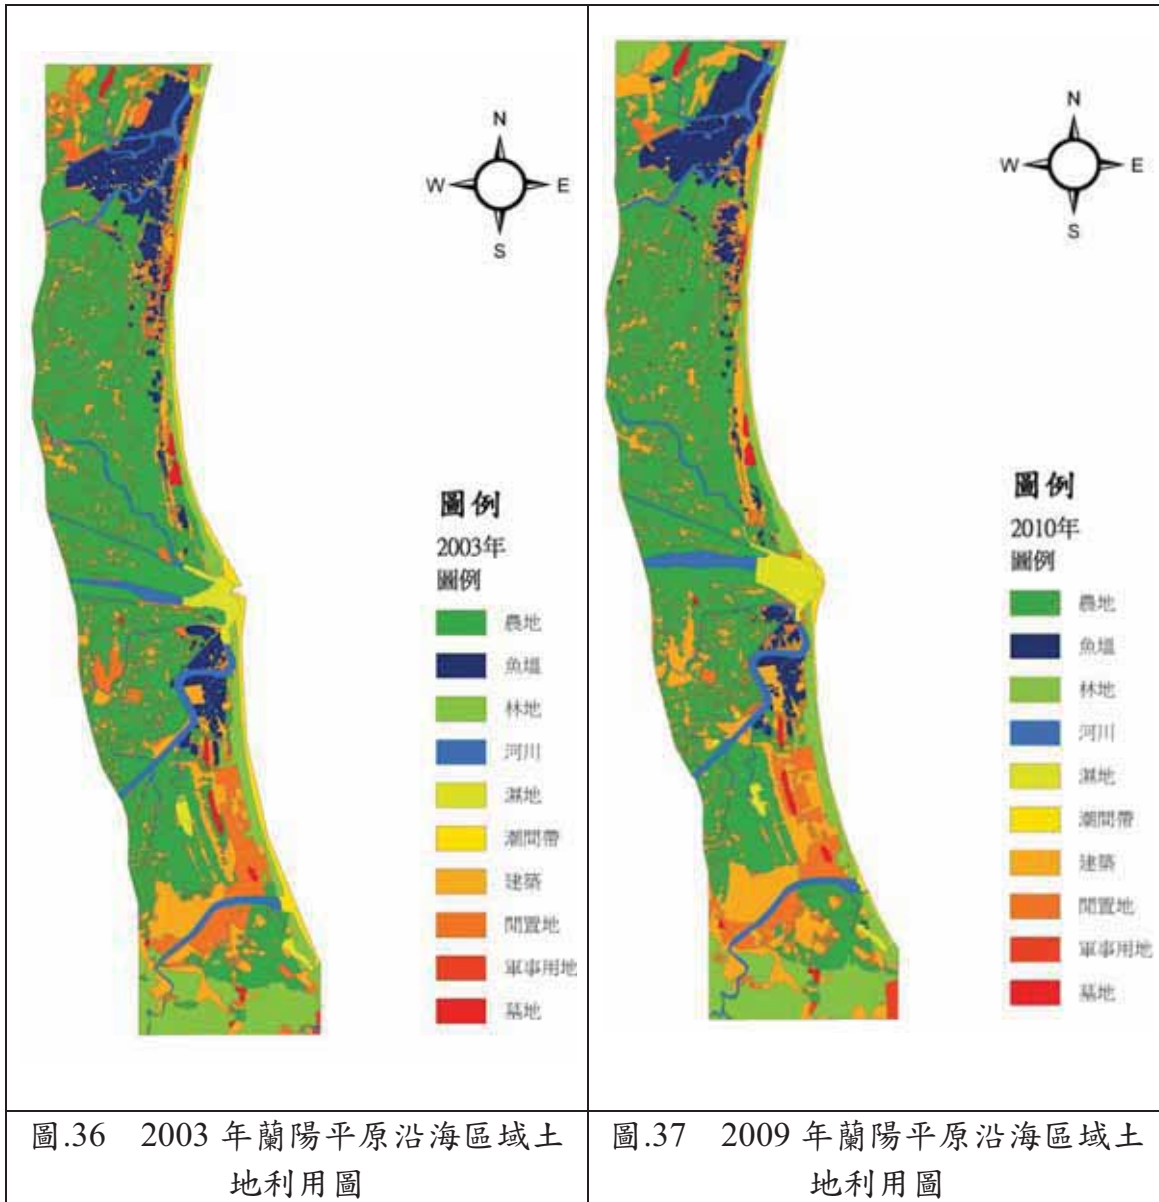 N
W E
S
圖例
2003年
圖例
農地
魚塭
林地
河川
濕地
潮間帶
建築
閒置地
軍事用地
墓地
圖.36 2003 年蘭陽平原沿海區域土
地利用圖
N
W E
S
圖例
2010年
圖例
農地
魚塭
林地
河川
濕地
潮間帶
建築
閒置地
軍事用地
墓地
圖.37 2009 年蘭陽平原沿海區域土
地利用圖